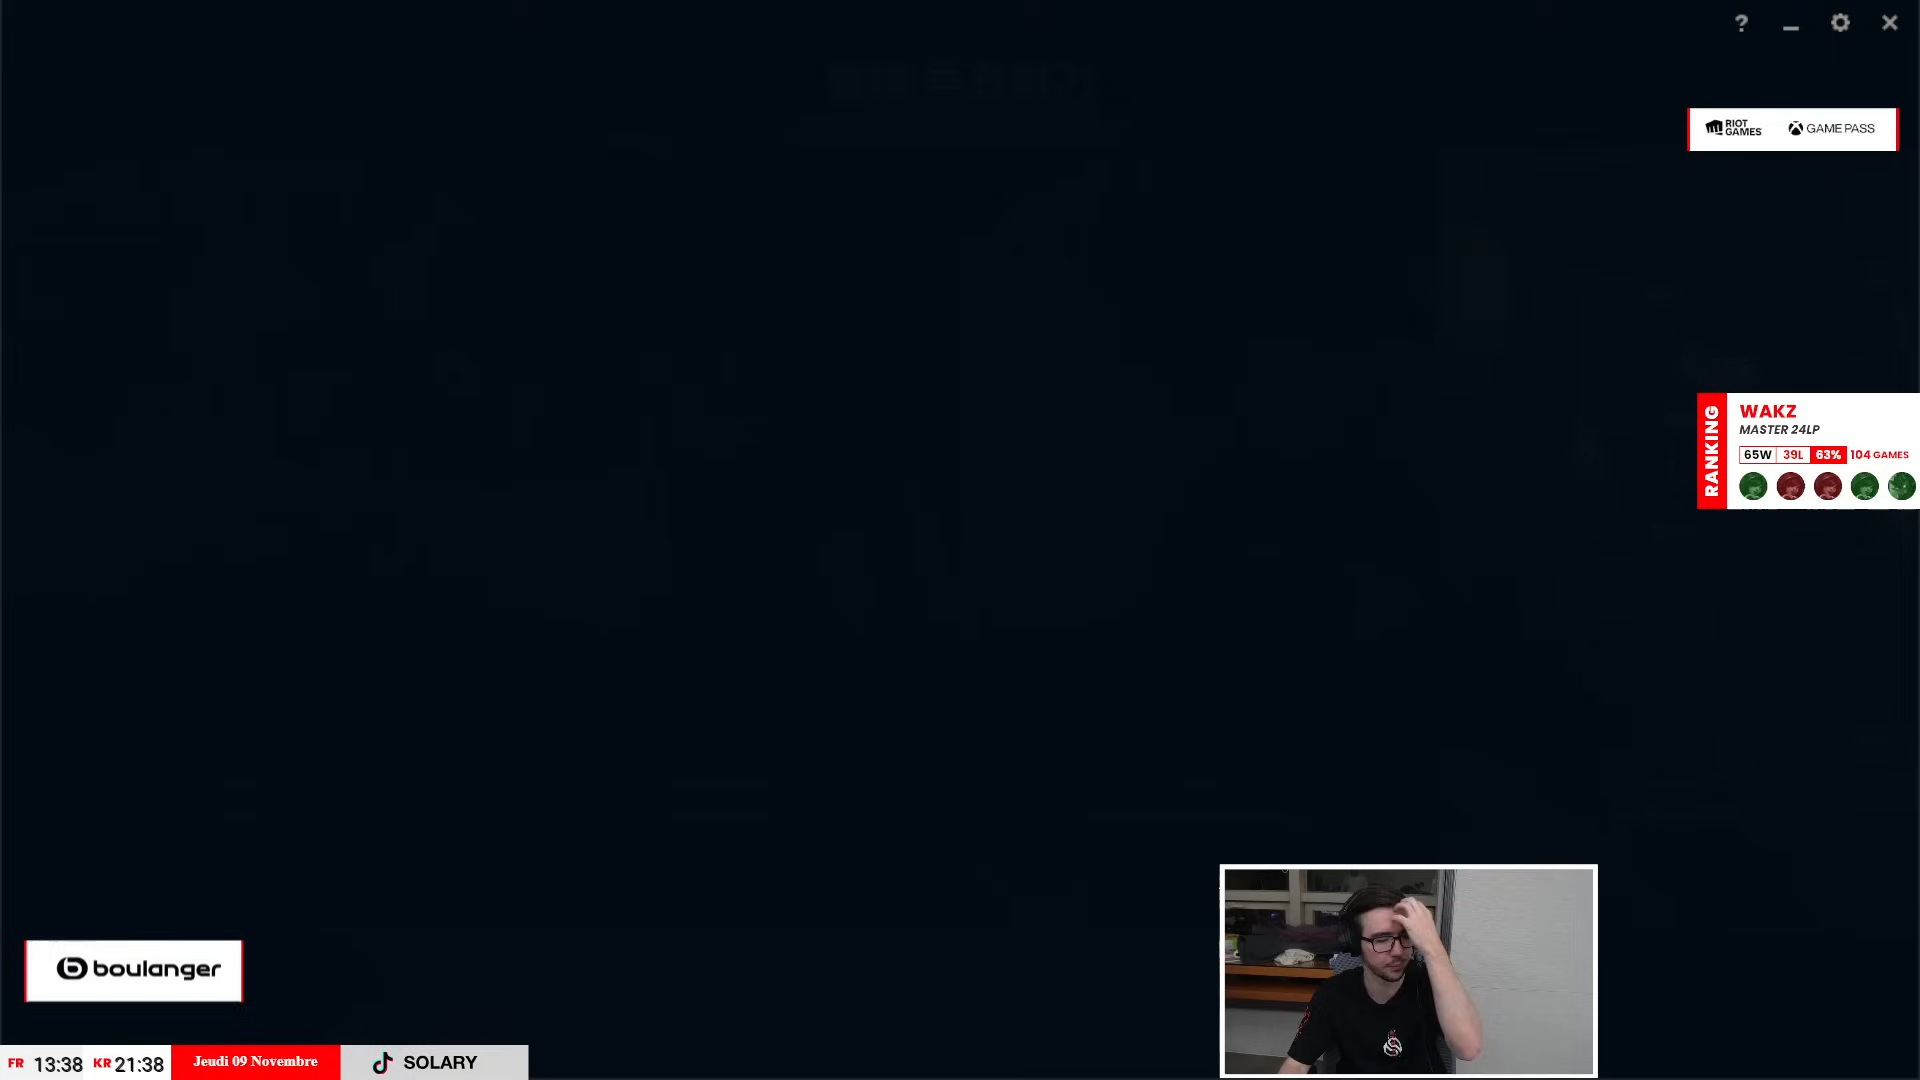 ?
RIOT GAMES
GAME PASS
RANKING
WAKZ
MASTER 24LP
65W 39L 63% 104 GAMES
boulanger
FR 13:38 KR 21:38 Jeudi 09 Novembre SOLARY